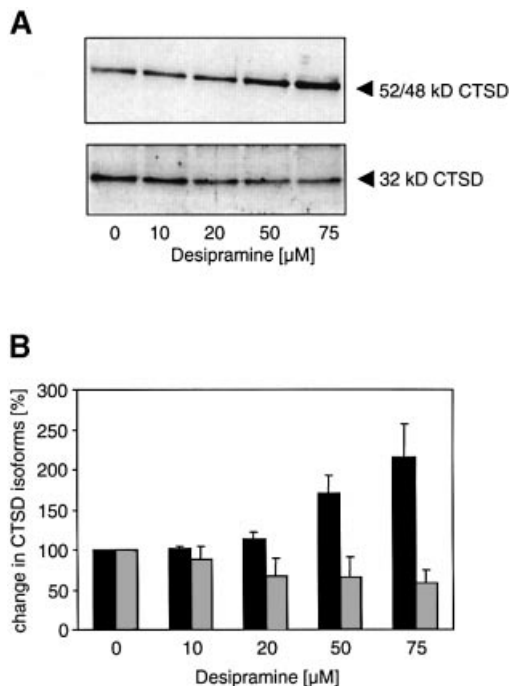 A
52/48 kD CTSD
32 kD CTSD
0 10 20 50 75
Desipramine [µM]
B
change in CTSD isoforms [%]
300
250
200
150
100
50
0
0 10 20 50 75
Desipramine [µM]